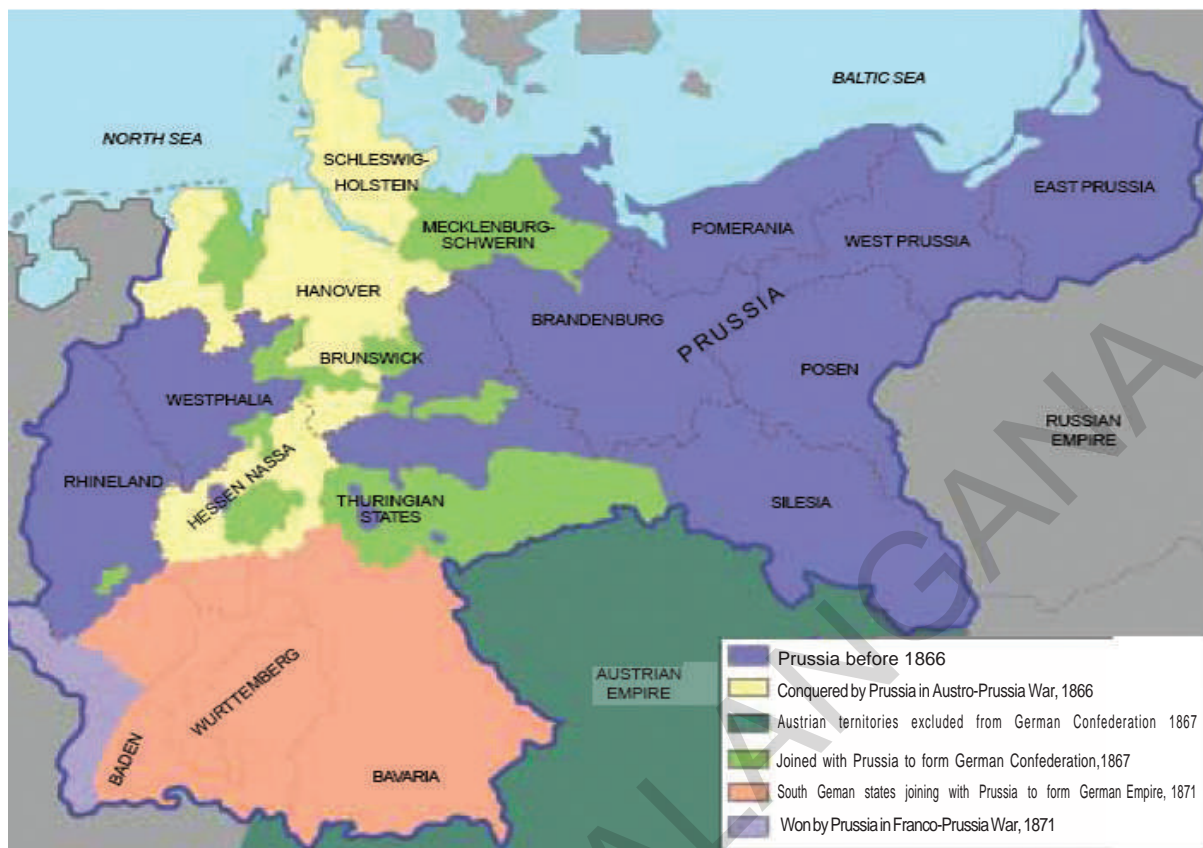 BALTIC SEA
NORTH SEA
SCHLESWIG-
HOLSTEIN
EAST PRUSSIA
MECKLENBURG-
SCHWERIN
POMERANIA
WEST PRUSSIA
HANOVER
BRANDENBURG
PRUSSIA
BRUNSWICK
POSEN
WESTPHALIA
RUSSIAN
EMPIRE
RHINELAND
HESSEN NASSA
THURINGIAN
STATES
SILESIA
AUSTRIAN
EMPIRE
WURTTEMBERG
BADEN
BAVARIA
Prussia before 1866
Conquered by Prussia in Austro-Prussia War, 1866
Austrian territories excluded from German Confederation 1867
Joined with Prussia to form German Confederation,1867
South Geman states joining with Prussia to form German Empire, 1871
Won by Prussia in Franco-Prussia War, 1871
LANGANA